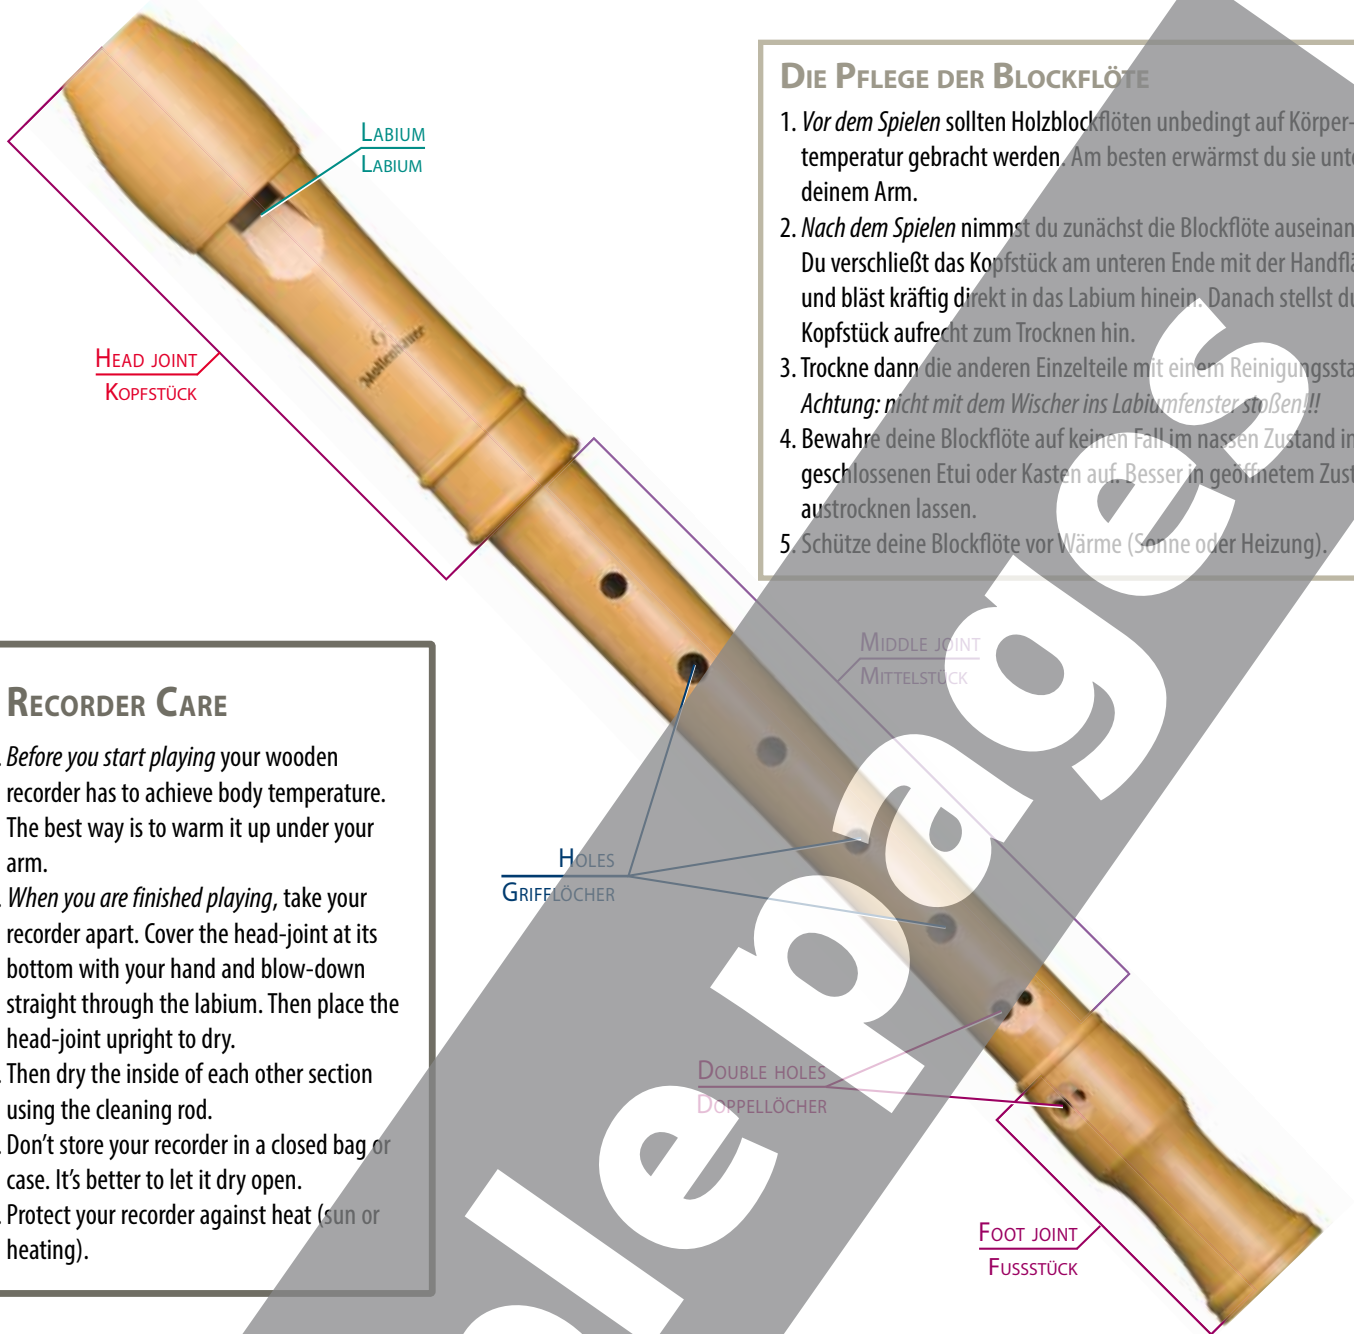 Die Pflege der Blockflöte
1. Vor dem Spielen sollten Holzblockflöten unbedingt auf Körper-
temperatur gebracht werden. Am besten erwärmst du sie
deinem Arm.
2. Nach dem Spielen nimmst du zunächst die Blockflöte
Du verschließt das Kopfstück am unteren Ende mit der
und bläst kräftig direkt in das Labium hinein. Danach stellst
Kopfstück aufrecht zum Trocknen hin.
3. Trockne dann die anderen Einzelteile mit einem
Achtung: nicht mit dem Wischer ins Labiumfenster stoßen!!!
4. Bewahre deine Blockflöte auf keinen Fall im nassen Zustand
geschlossenen Etui oder Kasten auf. Besser in geöffnetem
austrocknen lassen.
5. Schütze deine Blockflöte vor Wärme (Sonne oder Heizung).
Labium
Labium
Head joint
Kopfstück
Middle joint
Mittelstück
Holes
Grifflöcher
Double holes
Doppellöcher
Foot joint
Fussstück
Mollenhauer
Recorder Care
Before you start playing your wooden
recorder has to achieve body temperature.
The best way is to warm it up under your
arm.
When you are finished playing, take your
recorder apart. Cover the head-joint at its
bottom with your hand and blow-down
straight through the labium. Then place the
head-joint upright to dry.
Then dry the inside of each other section
using the cleaning rod.
Don't store your recorder in a closed bag or
case. It's better to let it dry open.
Protect your recorder against heat (sun or
heating).
ple pages